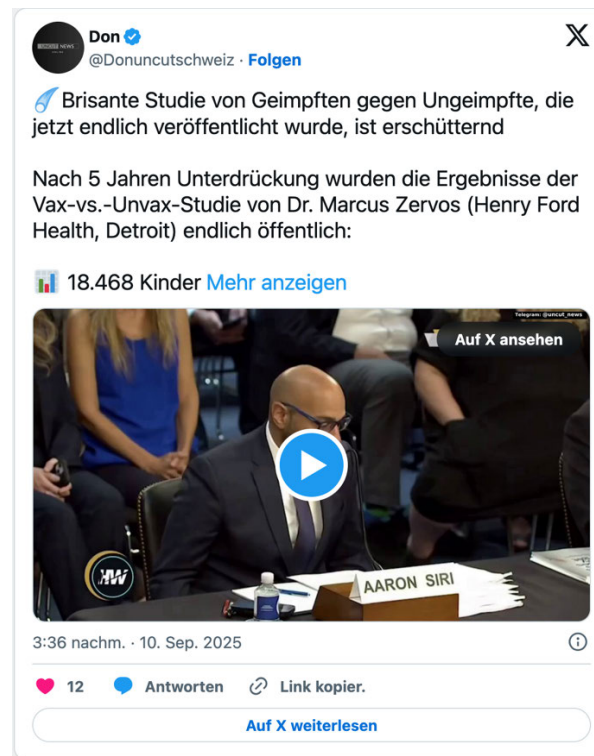 Don
X
UNCUT NEWS
@Donuncutschweiz · Folgen
Brisante Studie von Geimpften gegen Ungeimpfte, die
jetzt endlich veröffentlicht wurde, ist erschütternd
Nach 5 Jahren Unterdrückung wurden die Ergebnisse der
Vax-vs.-Unvax-Studie von Dr. Marcus Zervos (Henry Ford
Health, Detroit) endlich öffentlich:
18.468 Kinder Mehr anzeigen
Telegram: @uncut_news
Auf X ansehen
HW
AARON SIRI
3:36 nachm. · 10. Sep. 2025
12 Antworten Link kopier.
Auf X weiterlesen